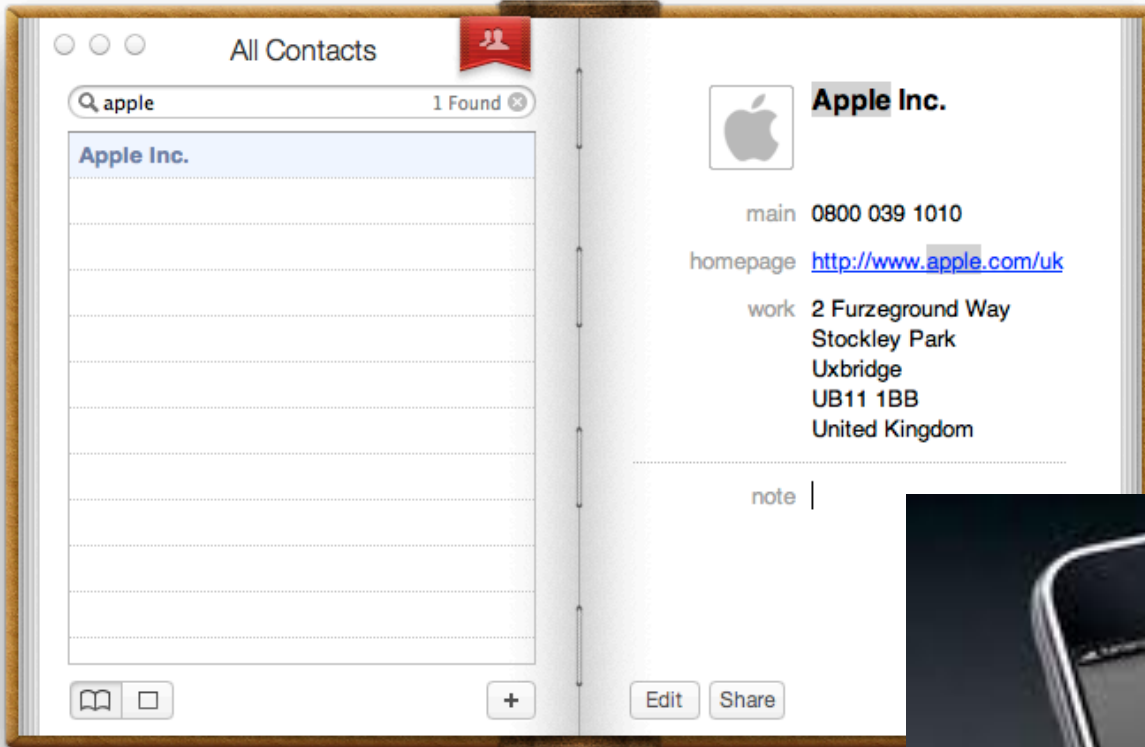 All Contacts
apple 1 Found
Apple Inc.
Apple Inc.
main 0800 039 1010
homepage http://www.apple.com/uk
work 2 Furzeground Way
Stockley Park
Uxbridge
UB11 1BB
United Kingdom
note
+
Edit Share